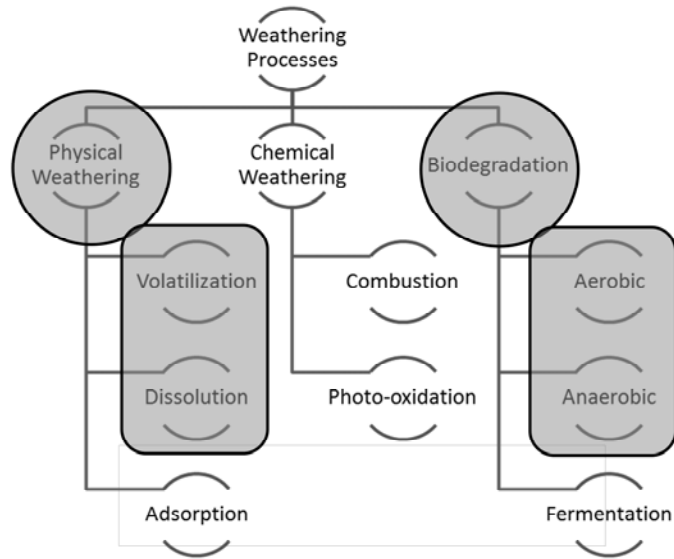 Weathering
Processes
Physical
Weathering
Chemical
Weathering
Biodegradation
Volatilization
Combustion
Aerobic
Dissolution
Photo-oxidation
Anaerobic
Adsorption
Fermentation